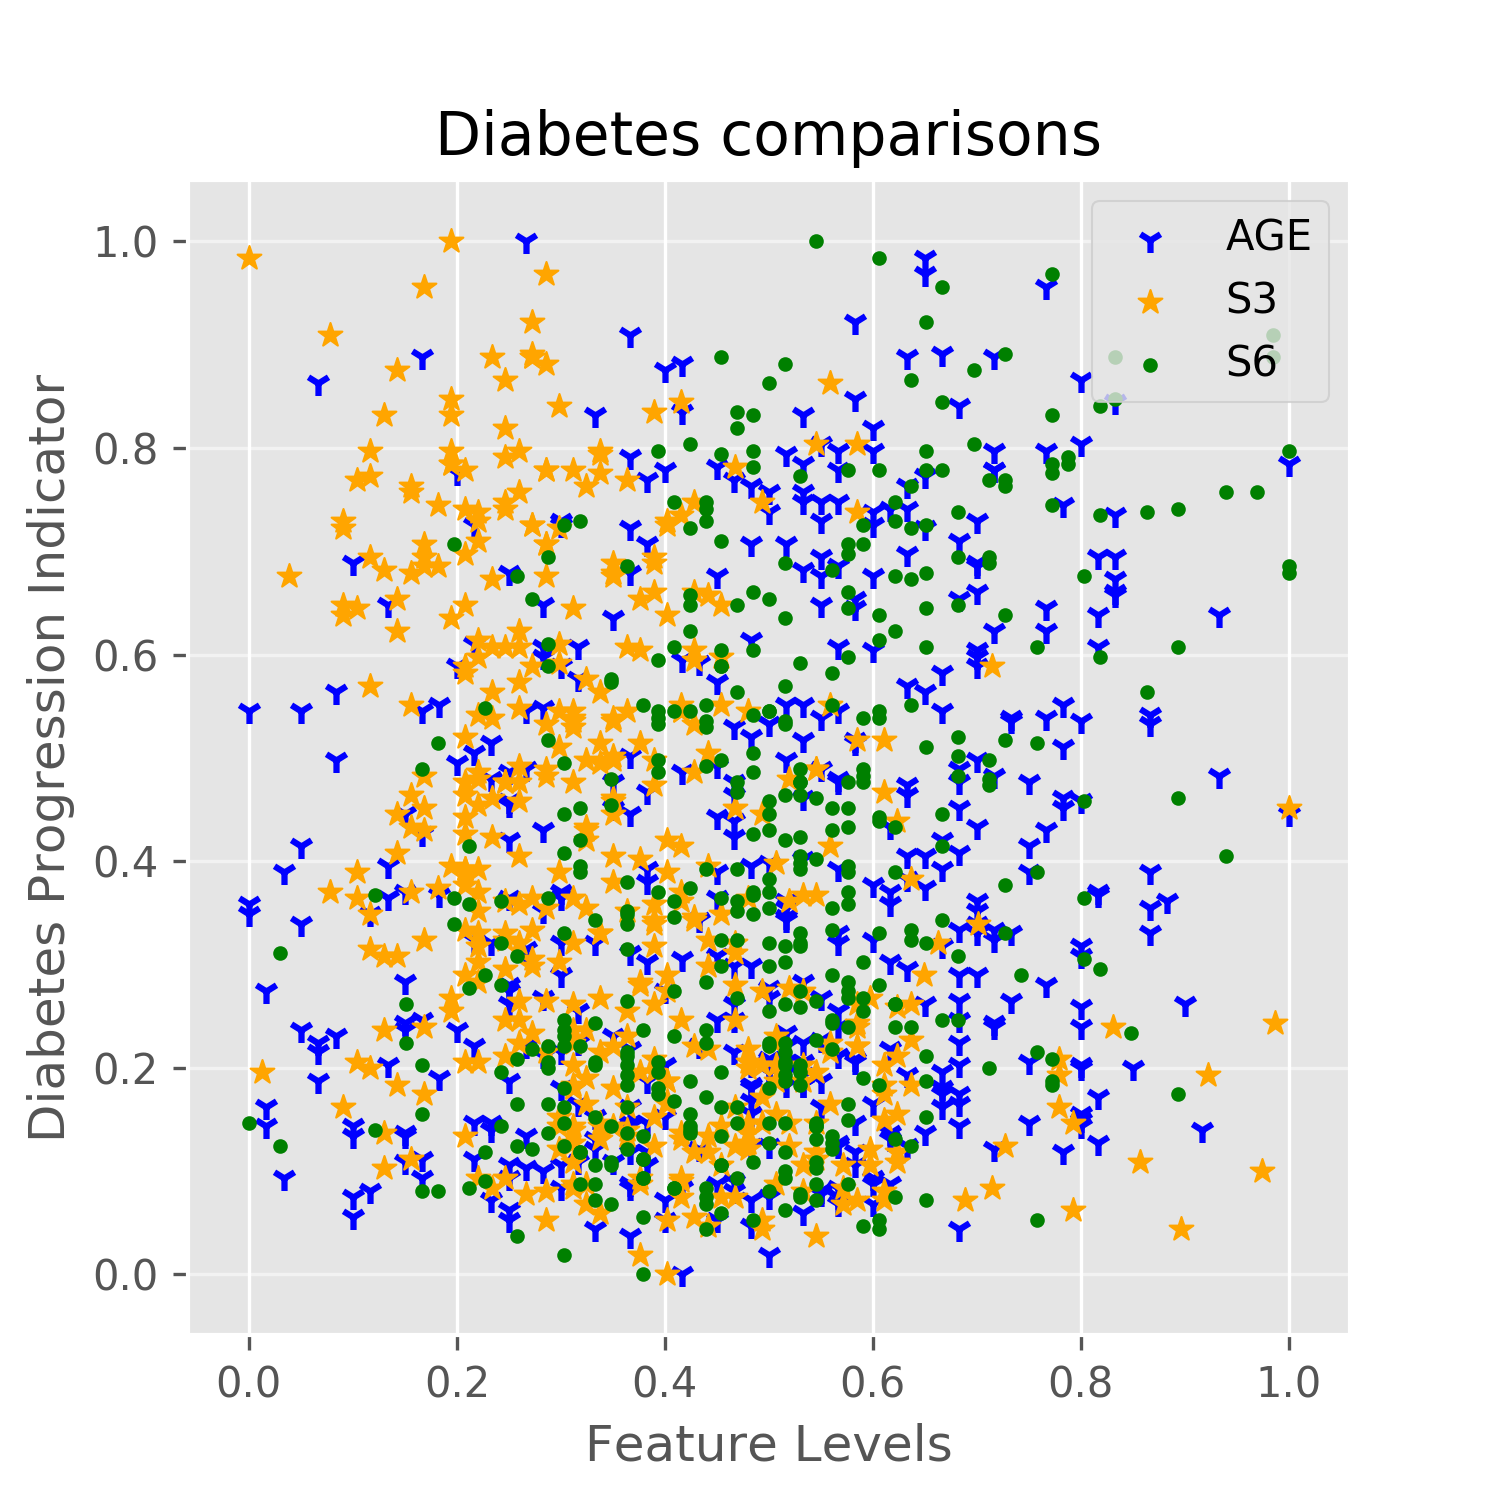 Diabetes comparisons
AGE
S3
S6
1.0
0.8
0.6
0.4
0.2
0.0
Diabetes Progression Indicator
0.0 0.2 0.4 0.6 0.8 1.0
Feature Levels